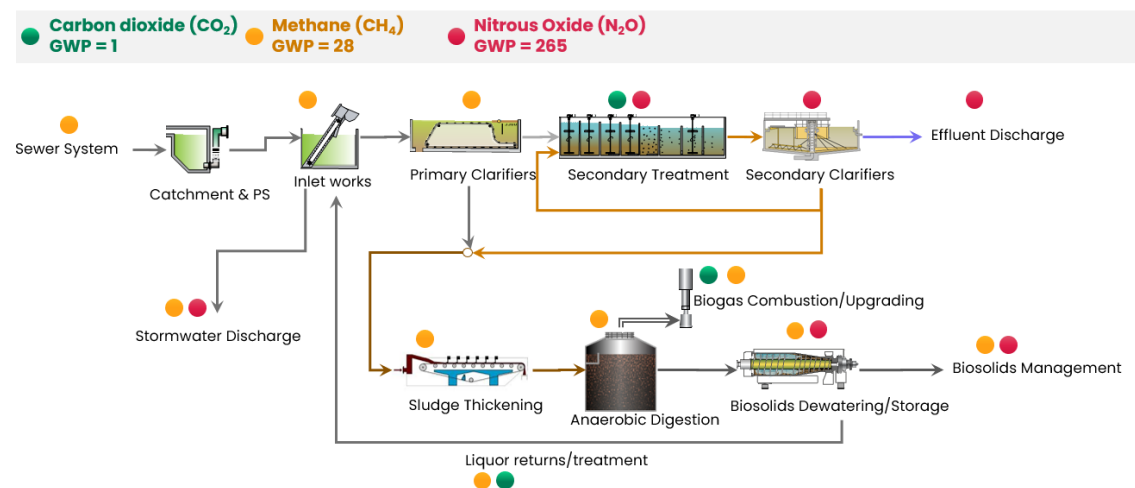 Carbon dioxide (CO₂)
GWP = 1
Methane (CH₄)
GWP = 28
Nitrous Oxide (N₂O)
GWP = 265
Sewer System
Catchment & PS
Inlet works
Primary Clarifiers
Secondary Treatment
Secondary Clarifiers
Effluent Discharge
Stormwater Discharge
Biogas Combustion/Upgrading
Sludge Thickening
Anaerobic Digestion
Biosolids Dewatering/Storage
Biosolids Management
Liquor returns/treatment